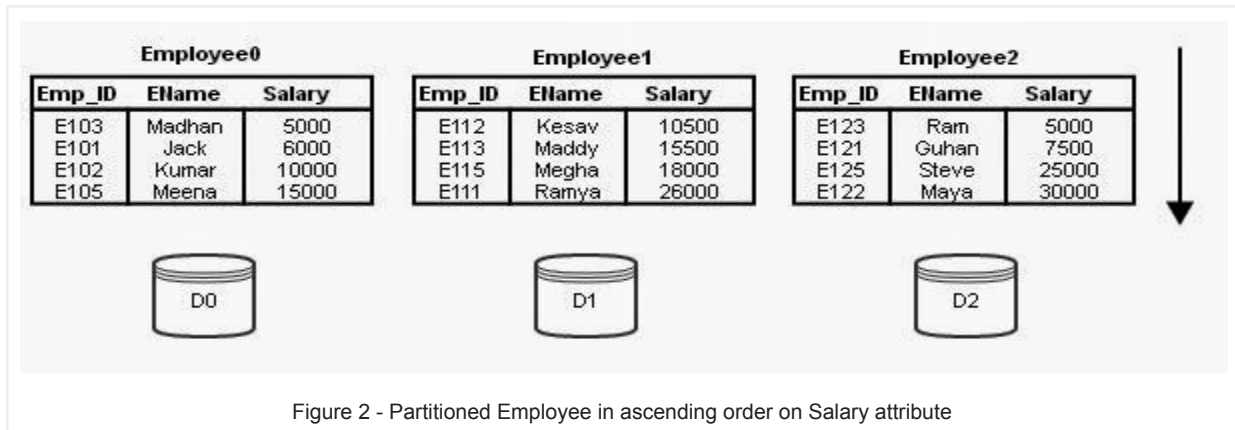 Employee0 Employee1 Employee2
Emp_ID EName Salary Emp_ID EName Salary Emp_ID EName Salary
E103 Madhan 5000 E112 Kesav 10500 E123 Ram 5000
E101 Jack 6000 E113 Maddy 15500 E121 Guhan 7500
E102 Kumar 10000 E115 Megha 18000 E125 Steve 25000
E105 Meena 15000 E111 Ramya 26000 E122 Maya 30000
D0 D1 D2
Figure 2 - Partitioned Employee in ascending order on Salary attribute